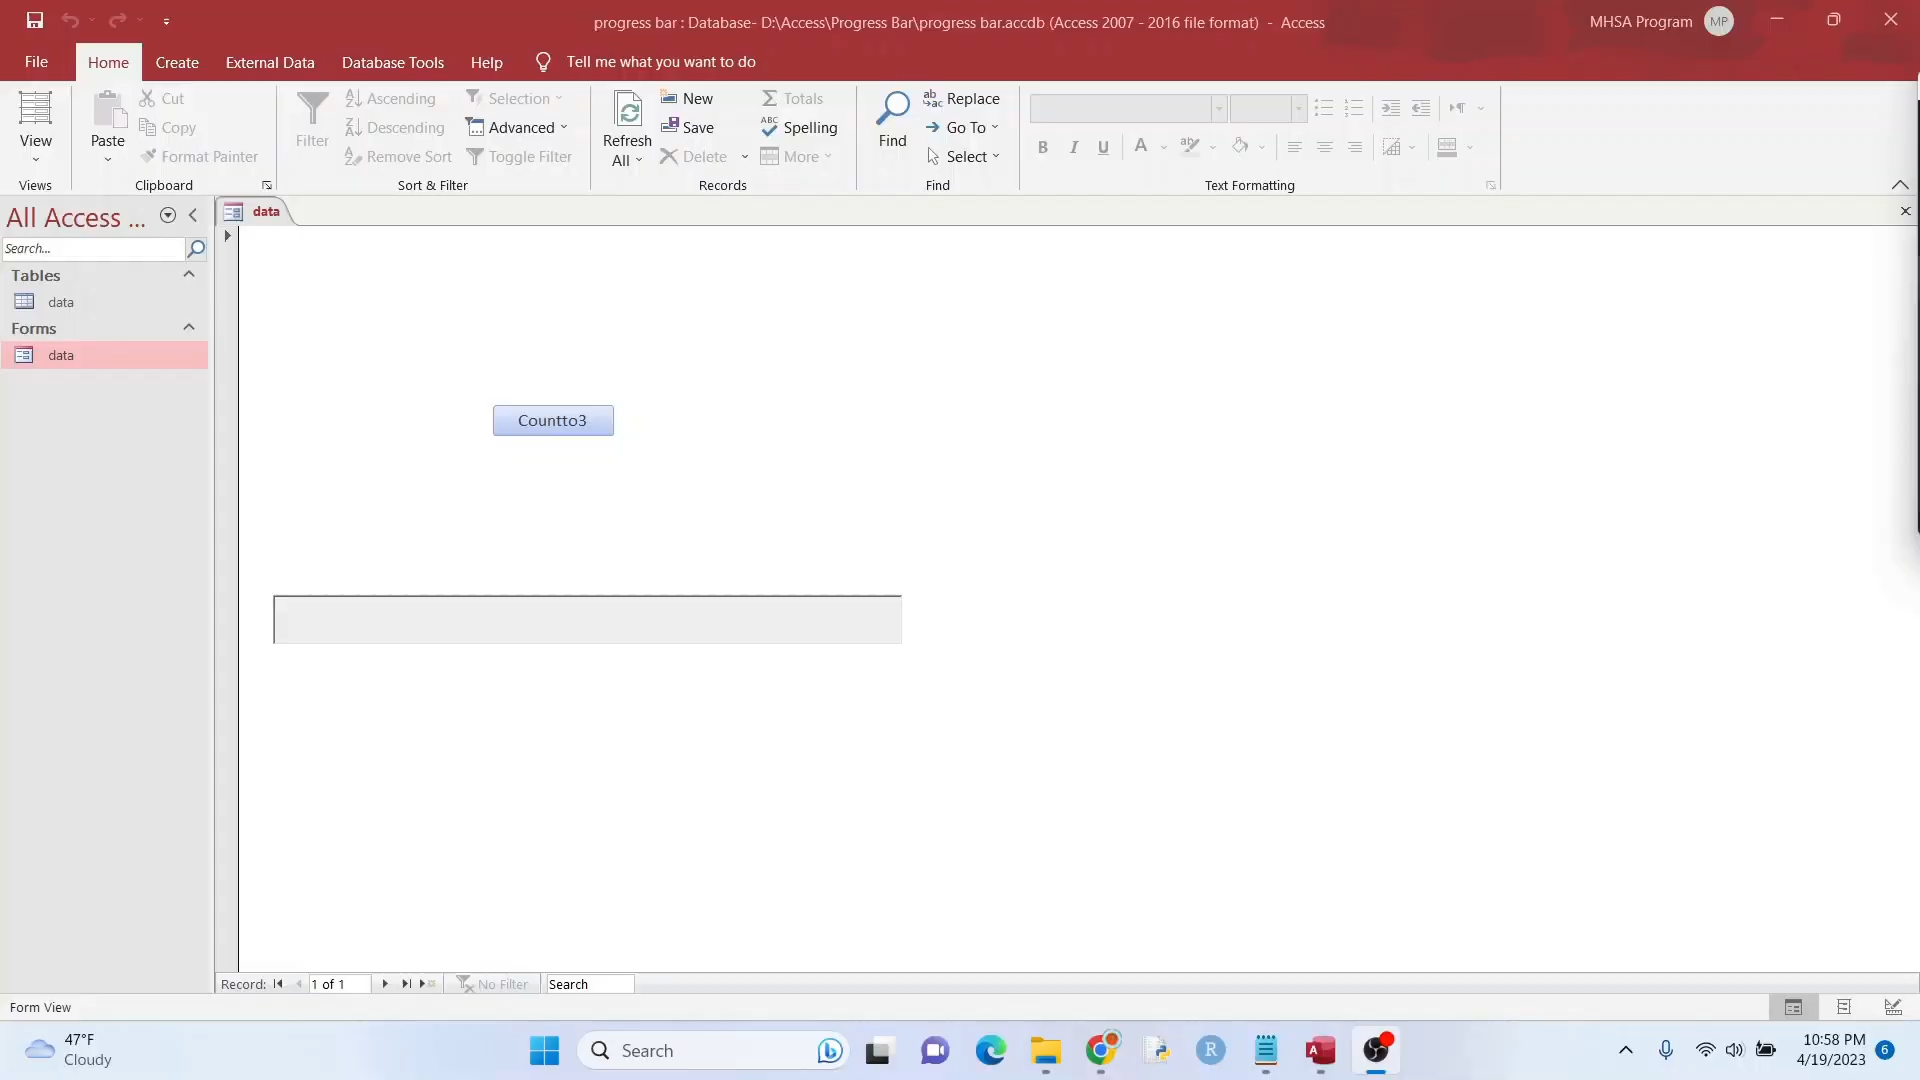 progress bar : Database- D:\Access\Progress Bar\progress bar.accdb (Access 2007 - 2016 file format) - Access
MHSA Program MP
File Home Create External Data Database Tools Help Tell me what you want to do
View
Views
Paste
Cut
Copy
Format Painter
Clipboard
Filter
Ascending
Descending
Remove Sort
Selection
Advanced
Toggle Filter
Sort & Filter
Refresh
All
New
Save
Delete
Totals
Spelling
More
Records
Find
Replace
Go To
Select
Find
B I U A
Text Formatting
All Access ...
Search...
Tables
data
Forms
data
data
Countto3
Record: 1 of 1 No Filter Search
Form View
47°F
Cloudy
Search
10:58 PM
4/19/2023
6